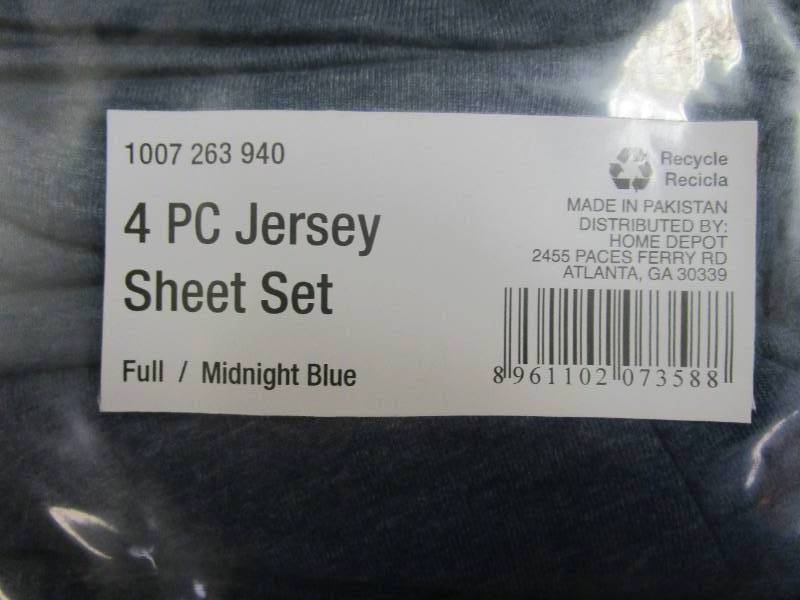 1007 263 940
4 PC Jersey
Sheet Set
Full / Midnight Blue
Recycle
Recicla
MADE IN PAKISTAN
DISTRIBUTED BY:
HOME DEPOT
2455 PACES FERRY RD
ATLANTA, GA 30339
8 961102 073588